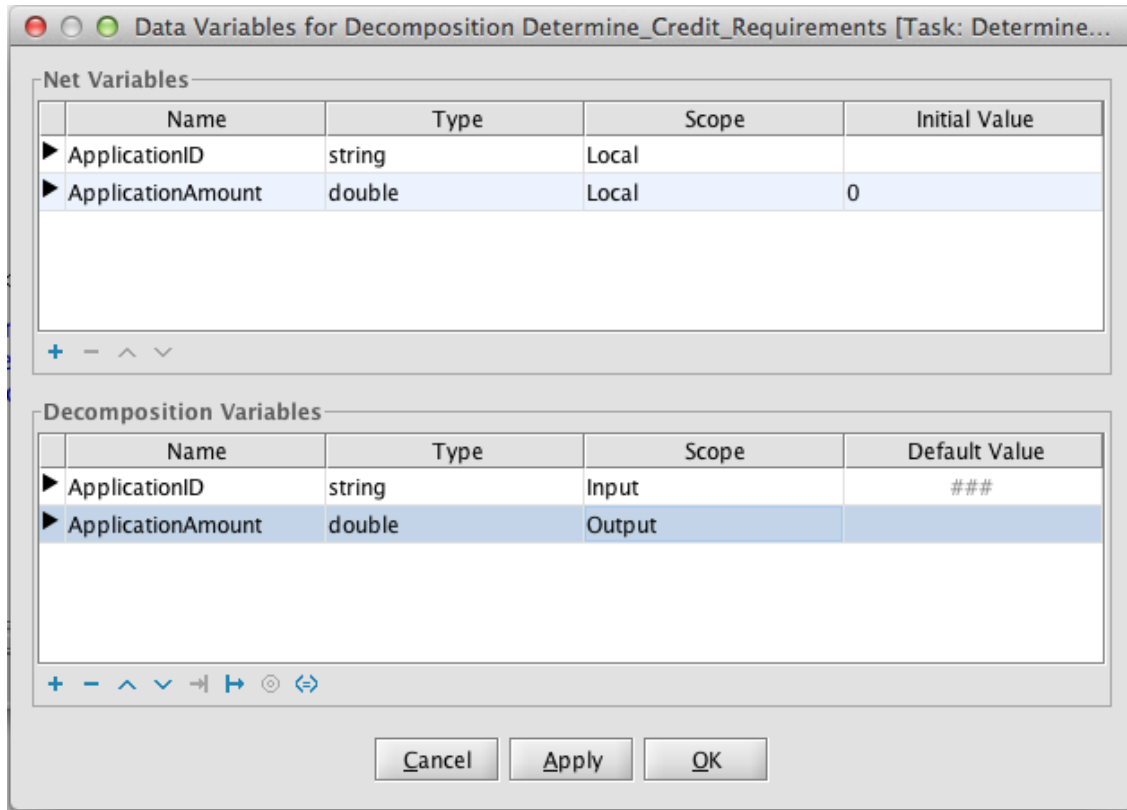 Data Variables for Decomposition Determine_Credit_Requirements [Task: Determine...
Net Variables
Name Type Scope Initial Value
ApplicationID string Local
ApplicationAmount double Local 0
Decomposition Variables
Name Type Scope Default Value
ApplicationID string Input ###
ApplicationAmount double Output
Cancel Apply OK